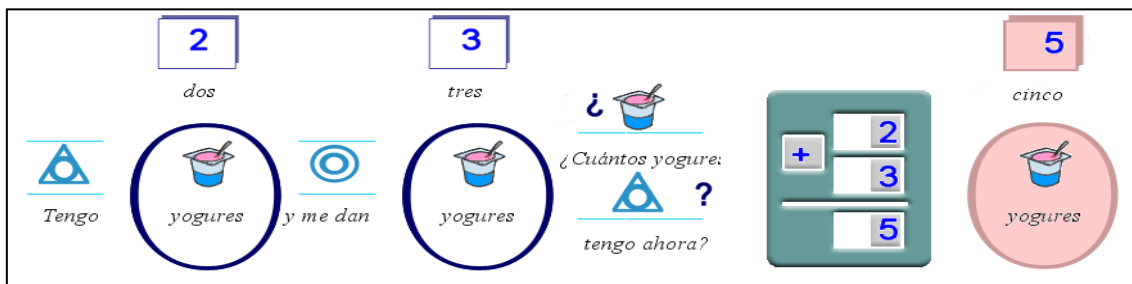 2
dos
Tengo
yogures
y me dan
3
tres
yogures
¿
¿Cuántos yogures
?
tengo ahora?
+
2
3
5
5
cinco
yogures